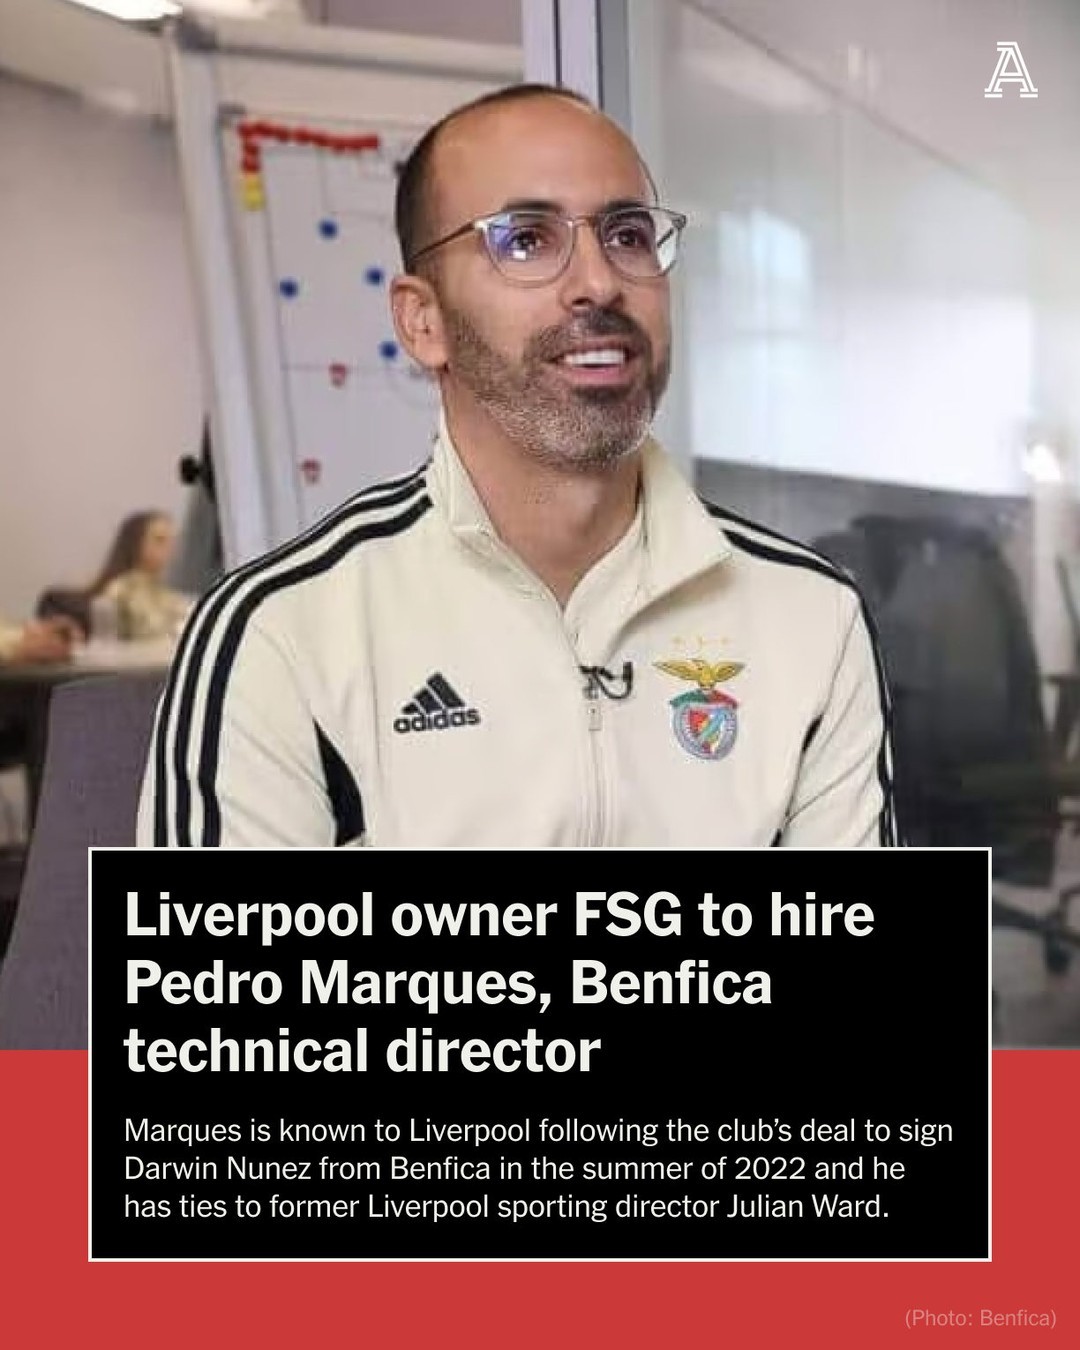 A
adidas
Liverpool owner FSG to hire
Pedro Marques, Benfica
technical director
Marques is known to Liverpool following the club’s deal to sign
Darwin Nunez from Benfica in the summer of 2022 and he
has ties to former Liverpool sporting director Julian Ward.
(Photo: Benfica)